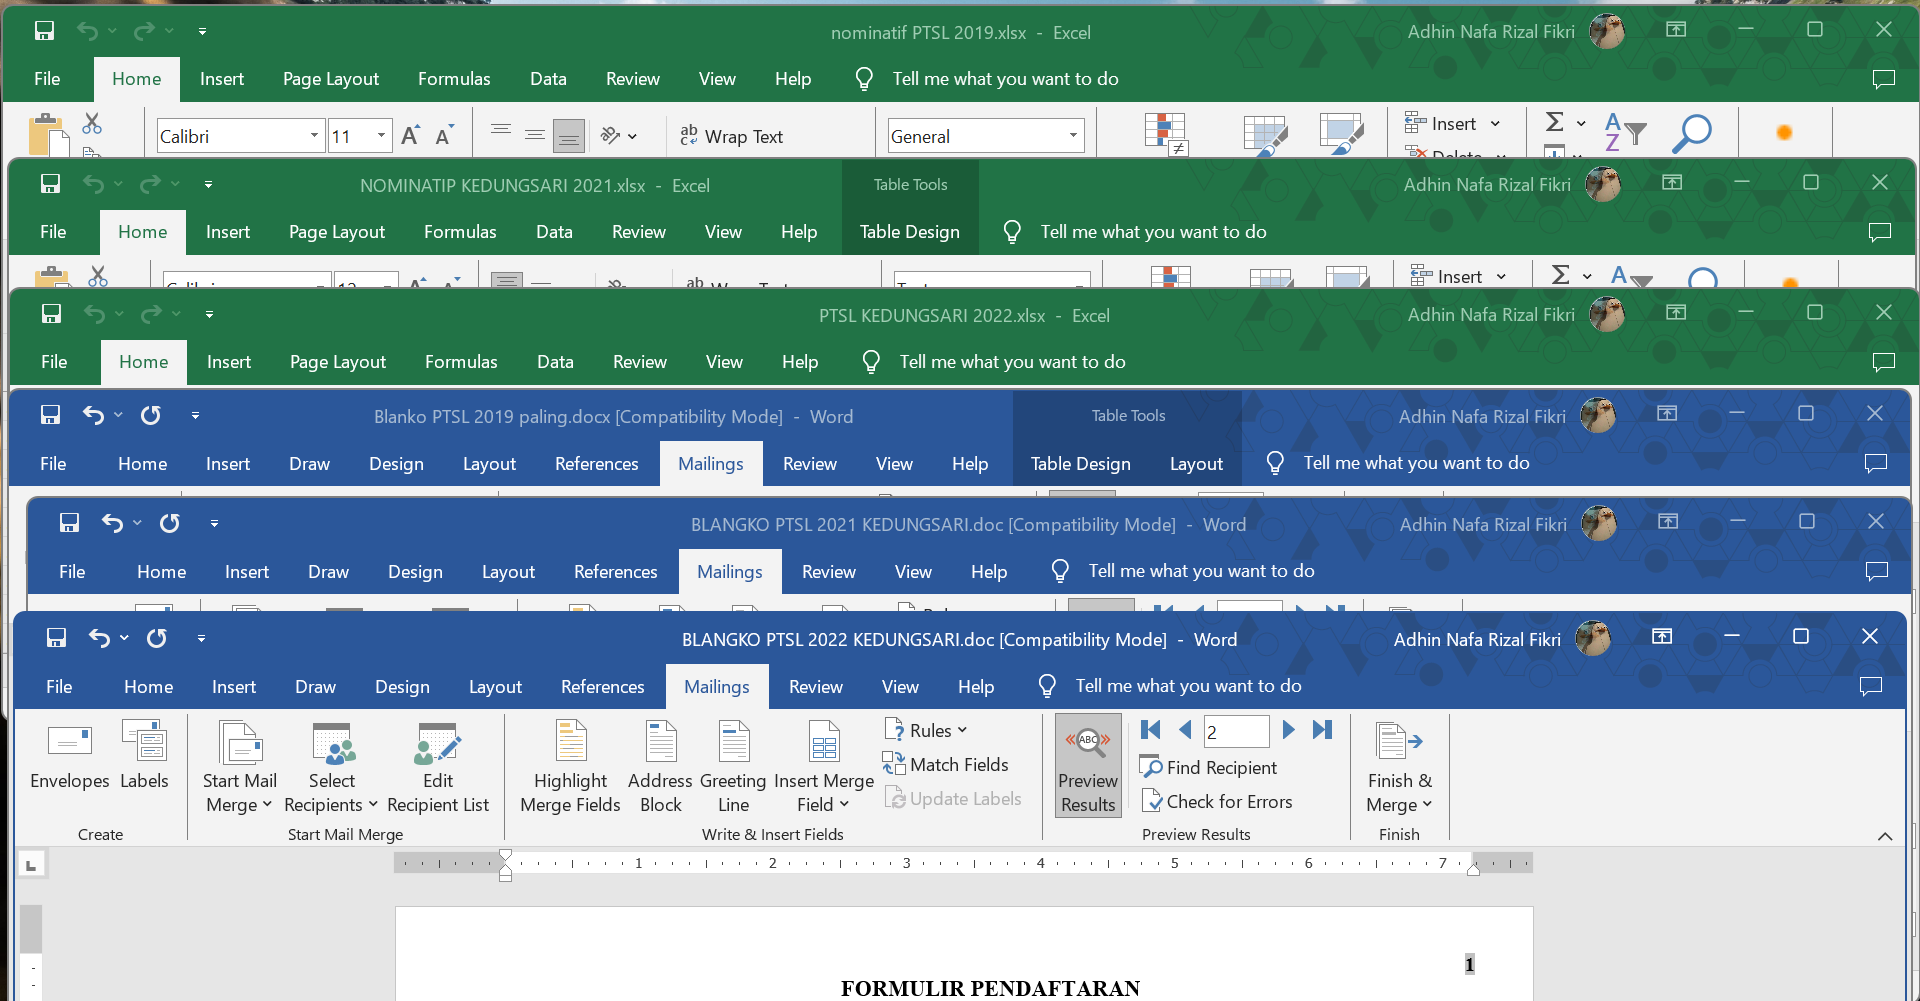 nominatif PTSL 2019.xlsx - Excel
Adhin Nafa Rizal Fikri
File Home Insert Page Layout Formulas Data Review View Help Tell me what you want to do
Calibri 11 Wrap Text General Insert
NOMINATIP KEDUNGSARI 2021.xlsx - Excel
Table Tools
Adhin Nafa Rizal Fikri
File Home Insert Page Layout Formulas Data Review View Help Table Design Tell me what you want to do
Insert
PTSL KEDUNGSARI 2022.xlsx - Excel
Adhin Nafa Rizal Fikri
File Home Insert Page Layout Formulas Data Review View Help Tell me what you want to do
Blanko PTSL 2019 paling.docx [Compatibility Mode] - Word
Table Tools
Adhin Nafa Rizal Fikri
File Home Insert Draw Design Layout References Mailings Review View Help Table Design Layout Tell me what you want to do
BLANGKO PTSL 2021 KEDUNGSARI.doc [Compatibility Mode] - Word
Adhin Nafa Rizal Fikri
File Home Insert Draw Design Layout References Mailings Review View Help Tell me what you want to do
BLANGKO PTSL 2022 KEDUNGSARI.doc [Compatibility Mode] - Word
Adhin Nafa Rizal Fikri
File Home Insert Draw Design Layout References Mailings Review View Help Tell me what you want to do
Envelopes
Labels
Create
Start Mail
Merge
Select
Recipients
Edit
Recipient List
Start Mail Merge
Highlight
Merge Fields
Address
Block
Greeting
Line
Insert Merge
Field
Rules
Match Fields
Update Labels
Write & Insert Fields
ABC
Preview
Results
2
Find Recipient
Check for Errors
Preview Results
Finish &
Merge
Finish
1 2 3 4 5 6 7
1
FORMULIR PENDAFTARAN